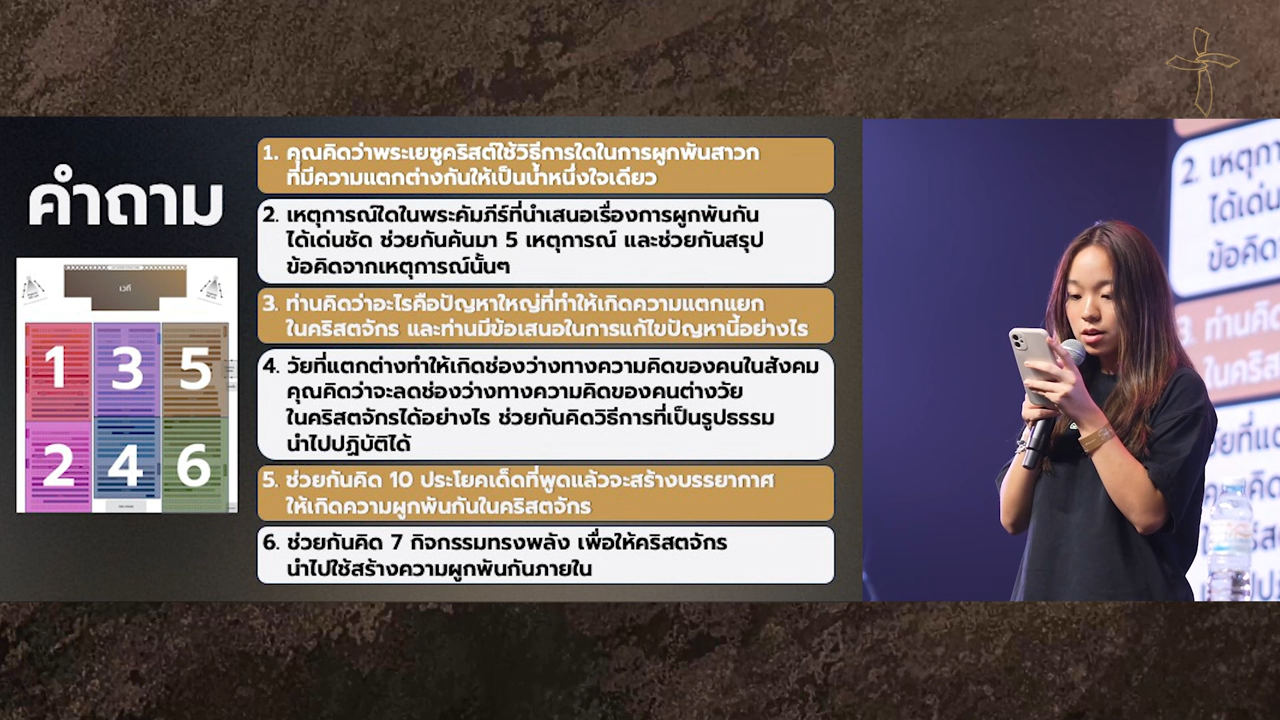 คำถาม
เวที
1 3 5
2 4 6
1. คุณคิดว่าพระเยซูคริสต์ใช้วิธีการใดในการผูกพันสาวก
ที่มีความแตกต่างกันให้เป็นน้ำหนึ่งใจเดียว
2. เหตุการณ์ใดในพระคัมภีร์ที่นำเสนอเรื่องการผูกพันกัน
ได้เด่นชัด ช่วยกันค้นมา 5 เหตุการณ์ และช่วยกันสรุป
ข้อคิดจากเหตุการณ์นั้นๆ
3. ท่านคิดว่าอะไรคือปัญหาใหญ่ที่ทำให้เกิดความแตกแยก
ในคริสตจักร และท่านมีข้อเสนอในการแก้ไขปัญหานี้อย่างไร
4. วัยที่แตกต่างทำให้เกิดช่องว่างทางความคิดของคนในสังคม
คุณคิดว่าจะลดช่องว่างทางความคิดของคนต่างวัย
ในคริสตจักรได้อย่างไร ช่วยกันคิดวิธีการที่เป็นรูปธรรม
นำไปปฏิบัติได้
5. ช่วยกันคิด 10 ประโยคเด็ดที่พูดแล้วจะสร้างบรรยากาศ
ให้เกิดความผูกพันกันในคริสตจักร
6. ช่วยกันคิด 7 กิจกรรมทรงพลัง เพื่อให้คริสตจักร
นำไปใช้สร้างความผูกพันกันภายใน
2. เหตุกา
ได้เด่น
ข้อคิด
3. ท่านคิด
ในคริส